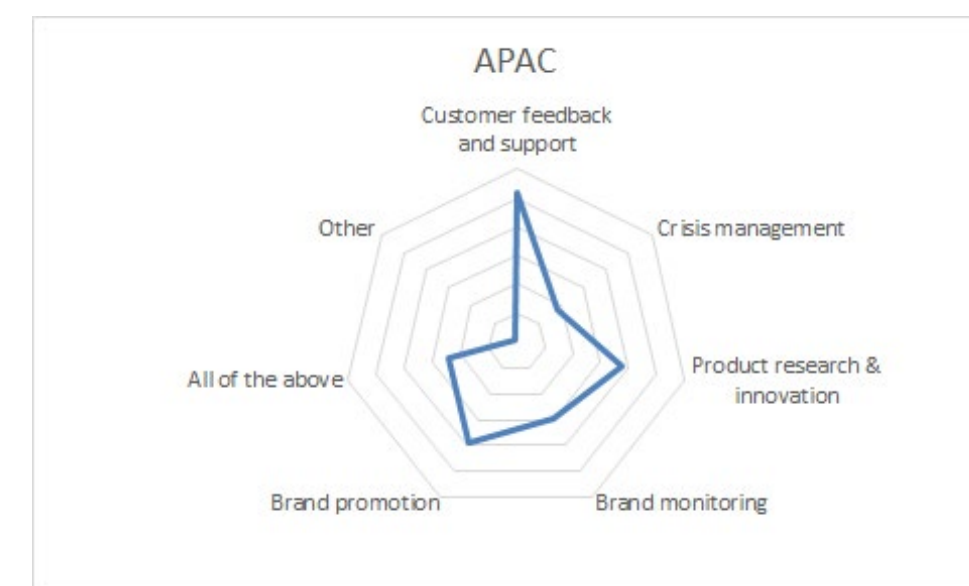 APAC
Customer feedback
and support
Other
Crisis management
All of the above
Product research &
innovation
Brand promotion
Brand monitoring